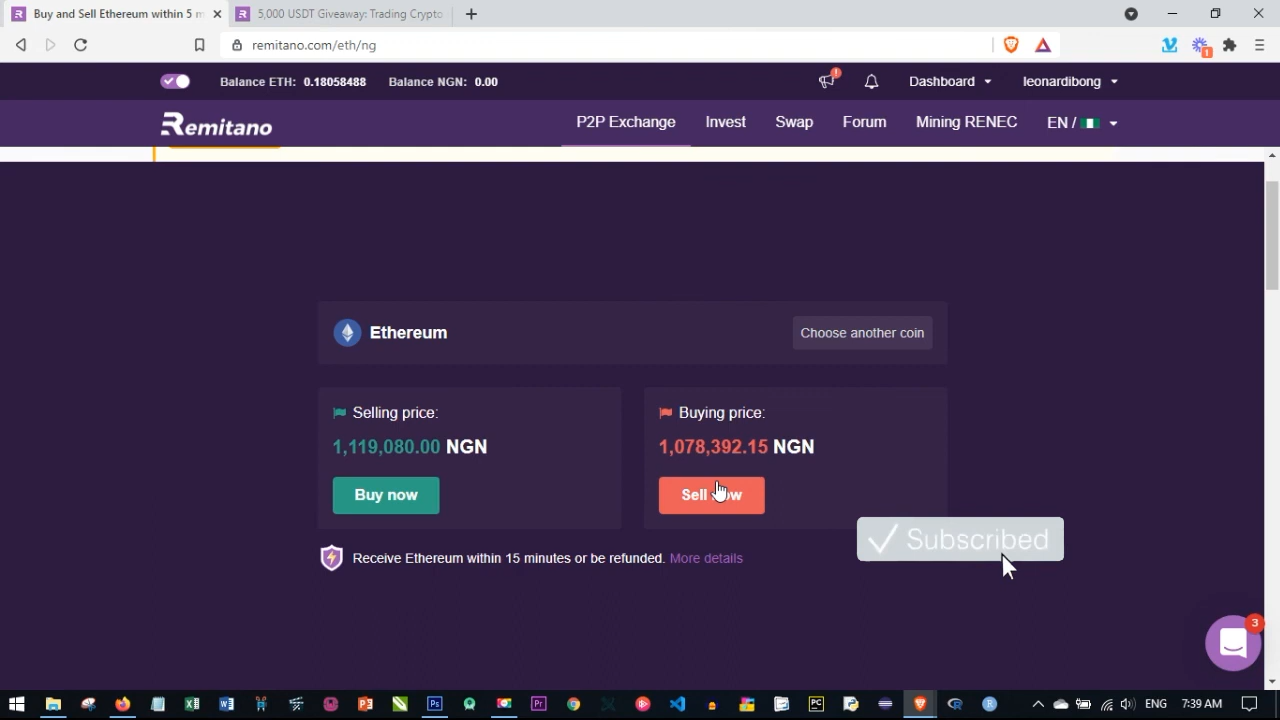 Buy and Sell Ethereum within 5 m
5,000 USDT Giveaway: Trading Crypto
remitano.com/eth/ng
Balance ETH: 0.18058488 Balance NGN: 0.00
Dashboard
leonardibong
Remitano
P2P Exchange Invest Swap Forum Mining RENEC EN /
Ethereum
Choose another coin
Selling price:
1,119,080.00 NGN
Buy now
Buying price:
1,078,392.15 NGN
Sell now
Receive Ethereum within 15 minutes or be refunded. More details
Subscribed
3
ENG 7:39 AM